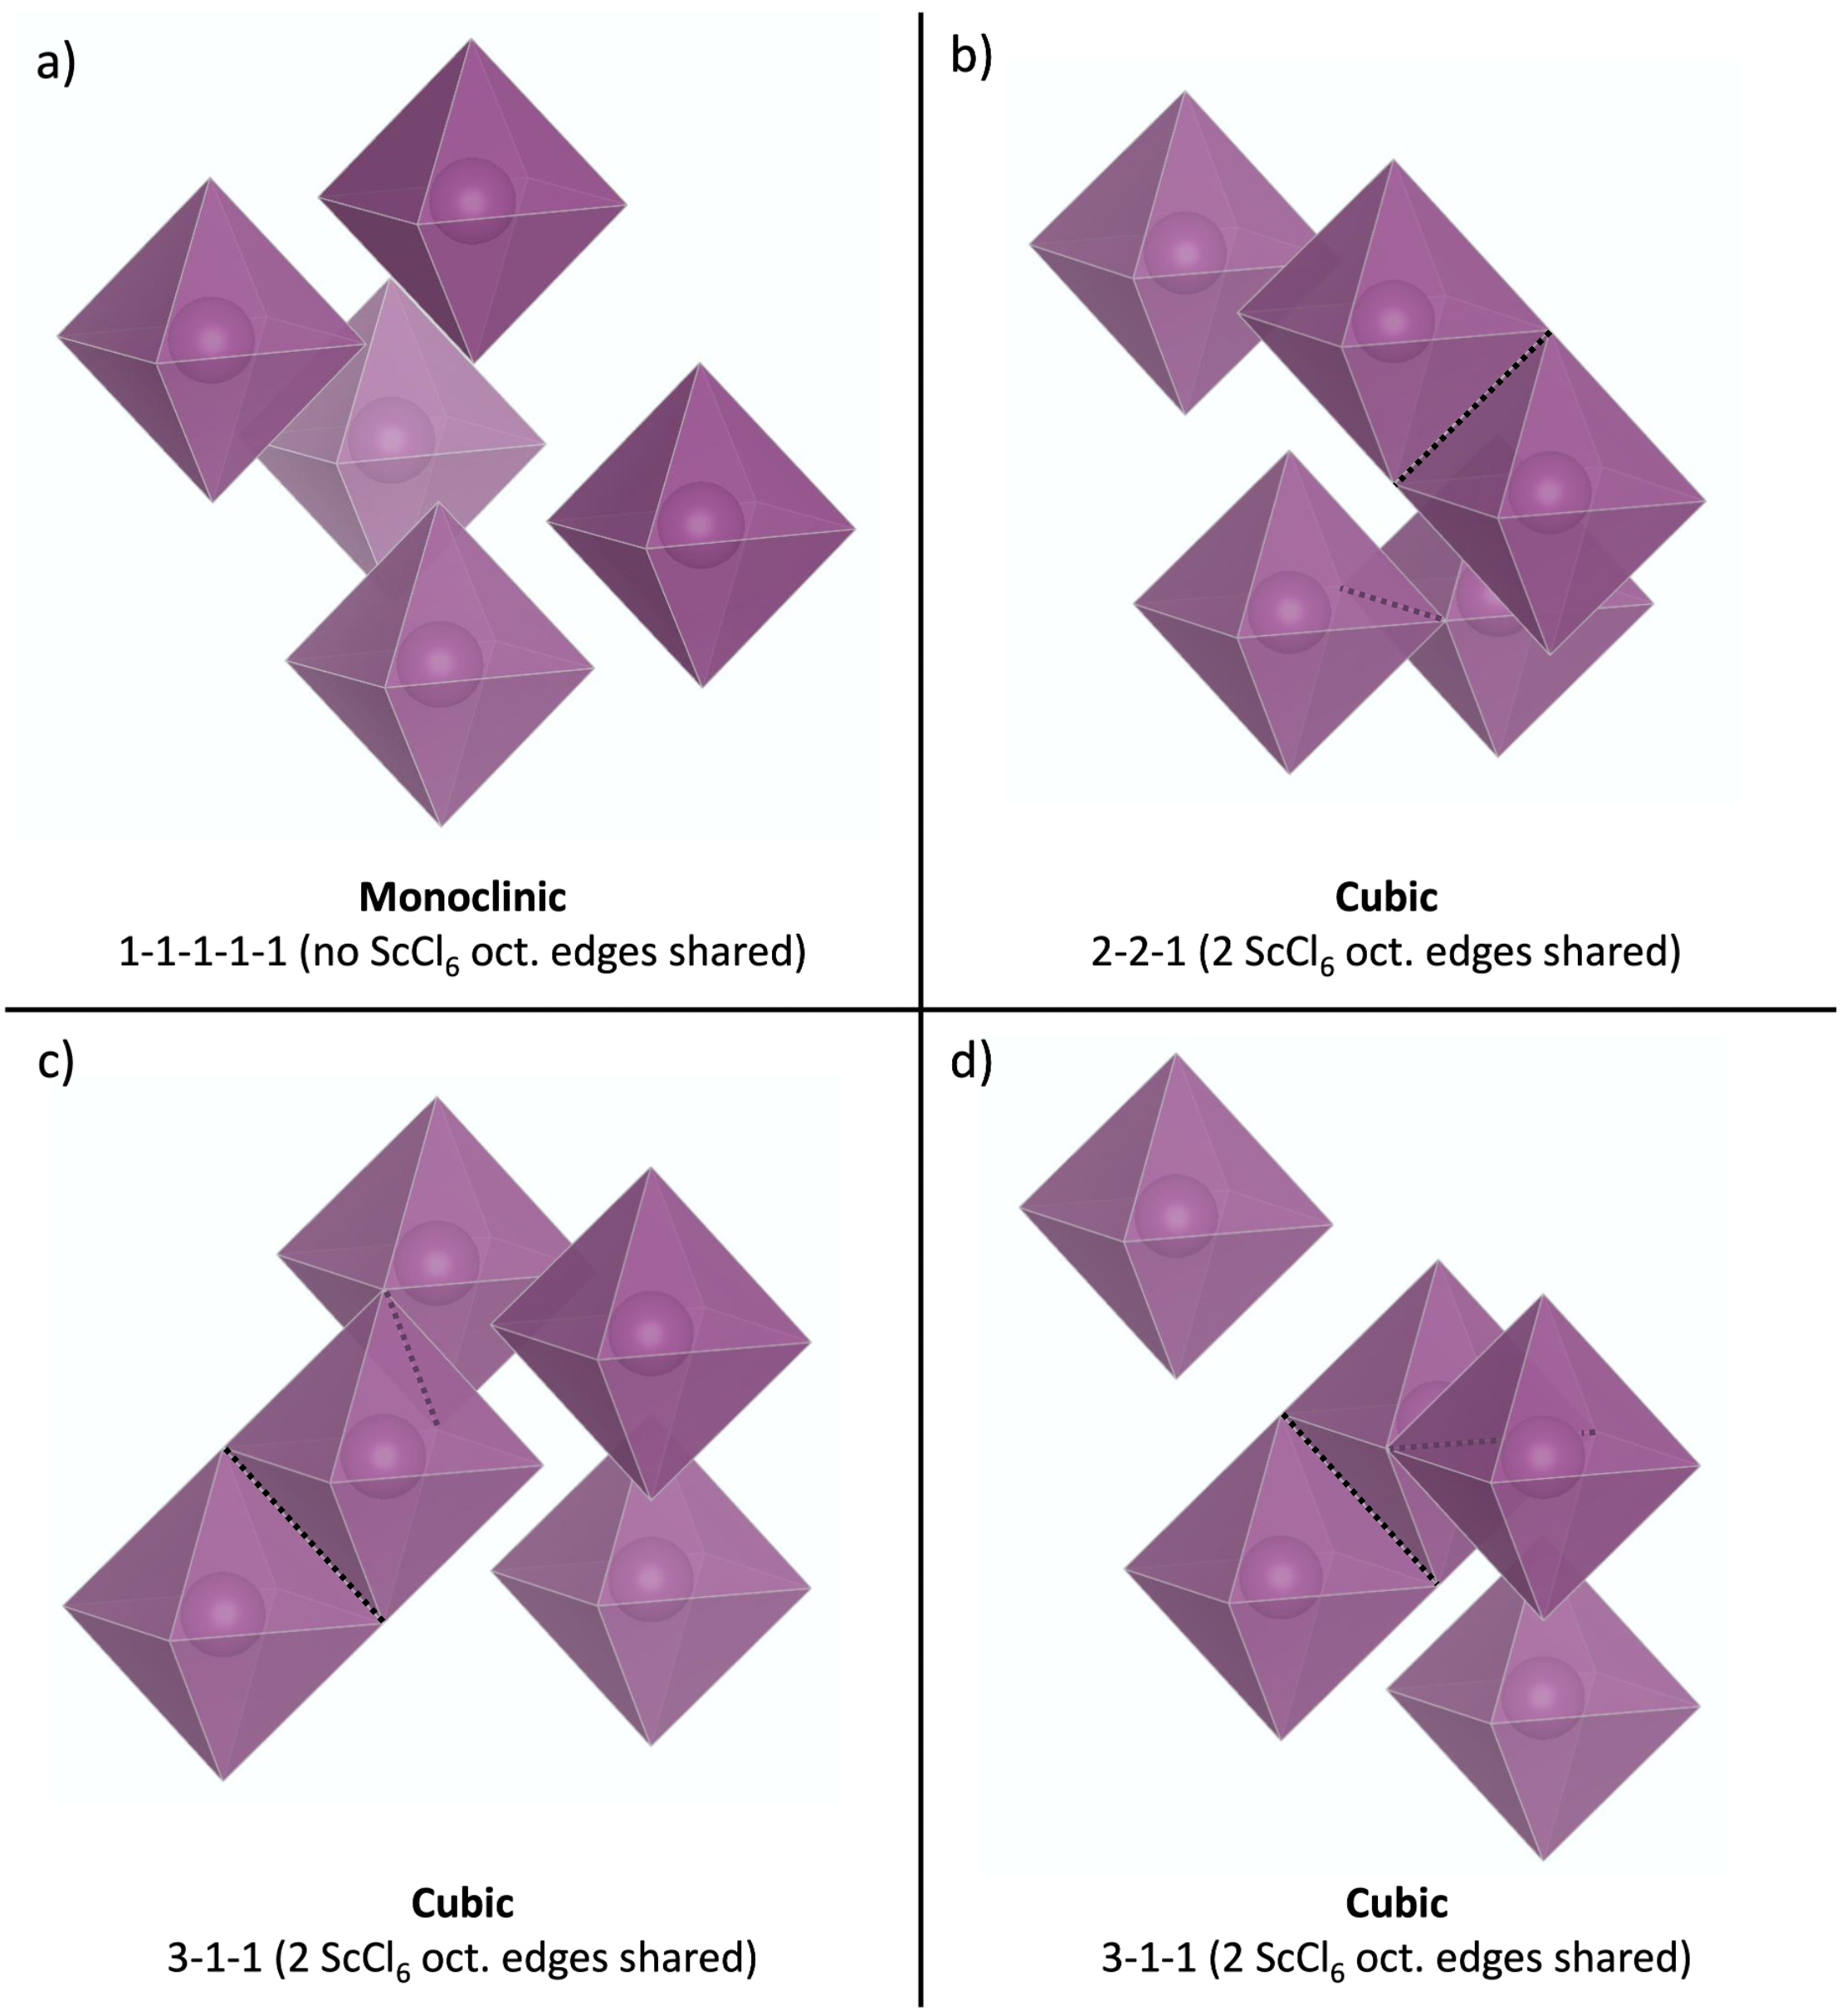 a)
Monoclinic
1-1-1-1-1 (no ScCl₆ oct. edges shared)
b)
Cubic
2-2-1 (2 ScCl₆ oct. edges shared)
c)
Cubic
3-1-1 (2 ScCl₆ oct. edges shared)
d)
Cubic
3-1-1 (2 ScCl₆ oct. edges shared)